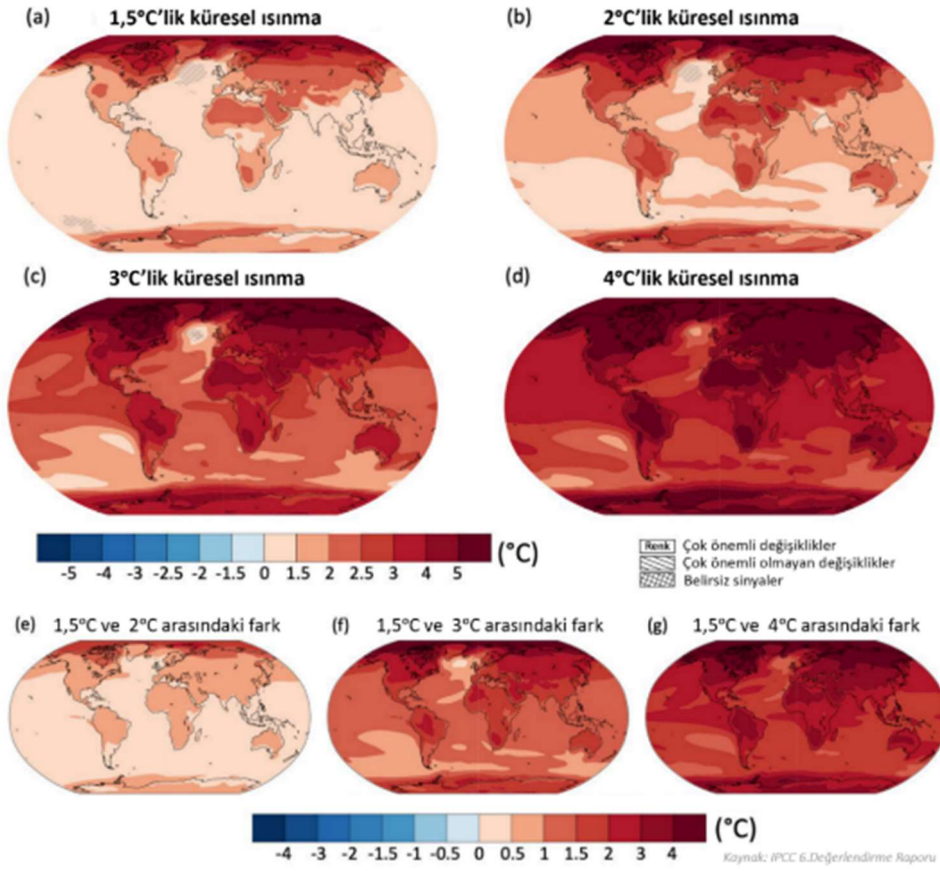 (a) 1,5°C'lik küresel ısınma
(b) 2°C'lik küresel ısınma
(c) 3°C'lik küresel ısınma
(d) 4°C'lik küresel ısınma
-5 -4 -3 -2.5 -2 -1.5 0 1.5 2 2.5 3 4 5 (°C)
Renk Çok önemli değişiklikler
Çok önemli olmayan değişiklikler
Belirsiz sinyaler
(e) 1,5°C ve 2°C arasındaki fark
(f) 1,5°C ve 3°C arasındaki fark
(g) 1,5°C ve 4°C arasındaki fark
-4 -3 -2 -1.5 -1 -0.5 0 0.5 1 1.5 2 3 4 (°C)
Kaynak: IPCC 6.Değerlendirme Raporu